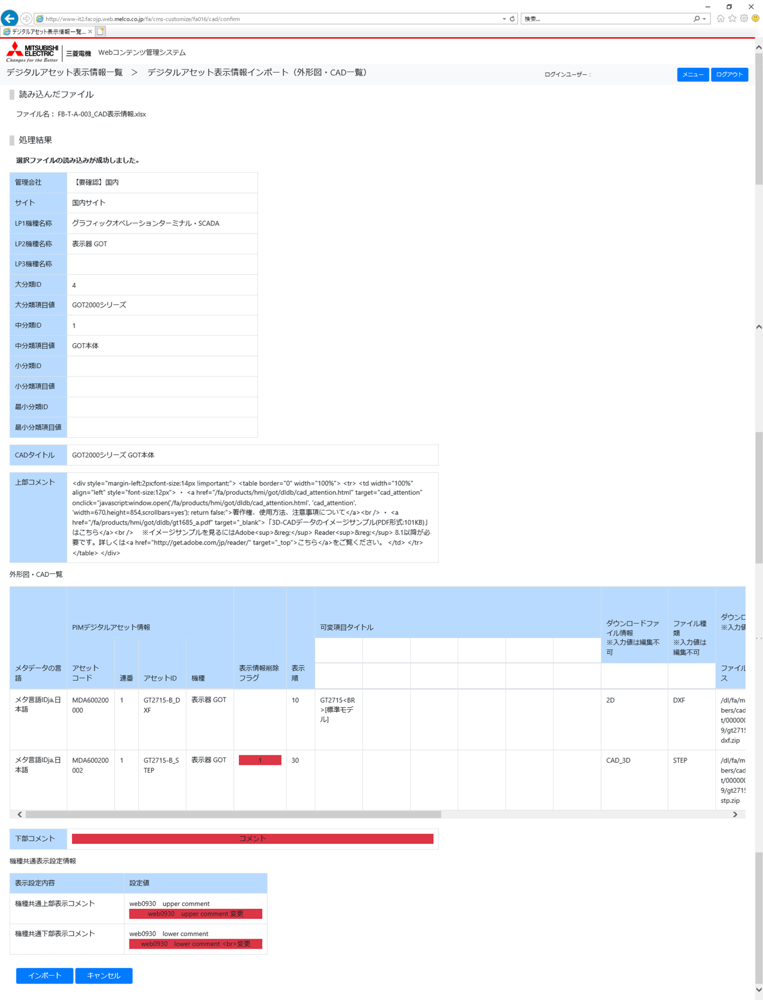 http://www-it2.facojp.web.melco.co.jp/fa/cms-customize/fa016/cad/confirm
検索...
デジタルアセット表示情報一覧...
MITSUBISHI
ELECTRIC
Changes for the Better
三菱電機 Webコンテンツ管理システム
デジタルアセット表示情報一覧 ＞ デジタルアセット表示情報インポート（外形図・CAD一覧）
ログインユーザー：
メニュー
ログアウト
読み込んだファイル
ファイル名： FB-T-A-003_CAD表示情報.xlsx
処理結果
選択ファイルの読み込みが成功しました。
管理会社 【要確認】国内
サイト 国内サイト
LP1機種名称 グラフィックオペレーションターミナル・SCADA
LP2機種名称 表示器 GOT
LP3機種名称
大分類ID 4
大分類項目値 GOT2000シリーズ
中分類ID 1
中分類項目値 GOT本体
小分類ID
小分類項目値
最小分類ID
最小分類項目値
CADタイトル GOT2000シリーズ GOT本体
上部コメント
<div style="margin-left:2px;font-size:14px !important;"> <table border="0" width="100%"> <tr> <td width="100%"
align="left" style="font-size:12px"> ・ <a href="/fa/products/hmi/got/dldb/cad_attention.html" target="cad_attention"
onclick="javascript:window.open('/fa/products/hmi/got/dldb/cad_attention.html', 'cad_attention',
'width=670,height=854,scrollbars=yes'); return false;">著作権、使用方法、注意事項について</a><br /> ・ <a
href="/fa/products/hmi/got/dldb/gt1685_a.pdf" target="_blank">「3D-CADデータのイメージサンプル(PDF形式:101KB)」
はこちら</a><br /> ※イメージサンプルを見るにはAdobe<sup>&reg;</sup> Reader<sup>&reg;</sup> 8.1以降が必
要です。詳しくは<a href="http://get.adobe.com/jp/reader/" target="_top">こちら</a>をご覧ください。 </td> </tr>
</table> </div>
外形図・CAD一覧
メタデータの言
語
PIMデジタルアセット情報
アセット
コード
連番
アセットID
機種
表示情報削除
フラグ
表示
順
可変項目タイトル
ダウンロードファ
イル情報
※入力値は編集不
可
ファイル種
類
※入力値は
編集不可
ダウンロ
※入力値
ファイル
ス
メタ言語IDja,日
本語
MDA600200
000
1
GT2715-B_D
XF
表示器 GOT
10
GT2715<BR
>[標準モデ
ル]
2D
DXF
/dl/fa/m
bers/cad
t/000000
9/gt2715
dxf.zip
メタ言語IDja,日
本語
MDA600200
002
1
GT2715-B_S
TEP
表示器 GOT
1
30
CAD_3D
STEP
/dl/fa/m
bers/cad
t/000000
9/gt2715
stp.zip
下部コメント コメント
機種共通表示設定情報
表示設定内容 設定値
機種共通上部表示コメント web0930 upper comment
web0930 upper comment 変更
機種共通下部表示コメント web0930 lower comment
web0930 lower comment <br>変更
インポート
キャンセル